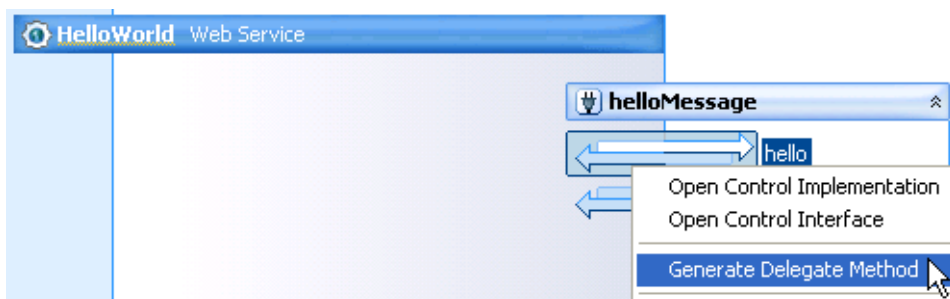 HelloWorld Web Service
helloMessage
hello
Open Control Implementation
Open Control Interface
Generate Delegate Method